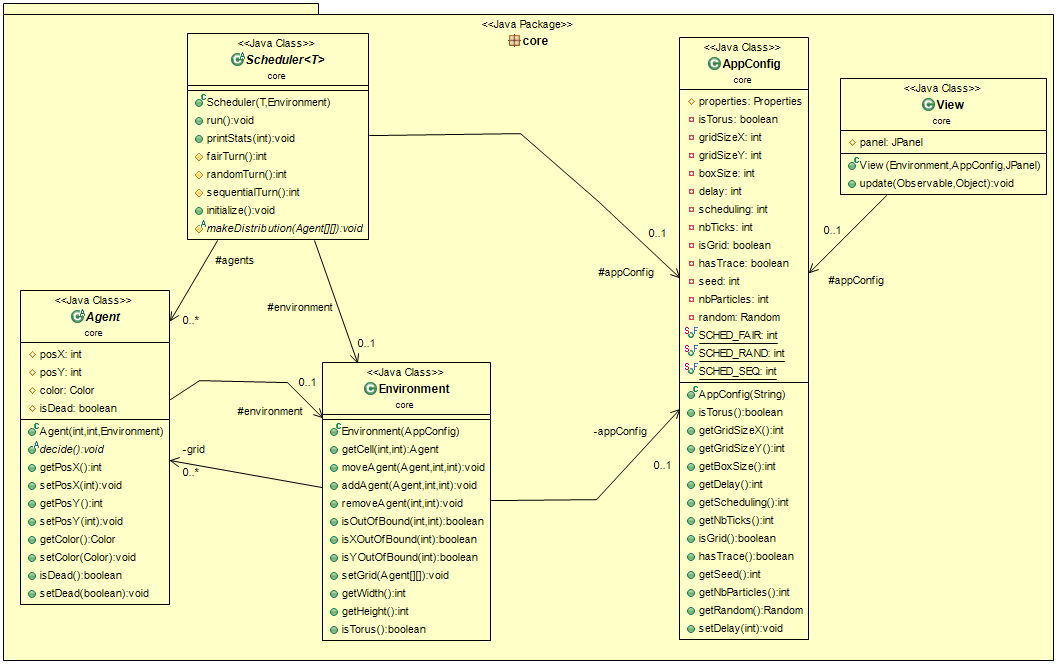 <<Java Package>>
core
<<Java Class>>
Scheduler<T>
core
Scheduler(T,Environment)
run():void
printStats(int):void
fairTurn():int
randomTurn():int
sequentialTurn():int
initialize():void
makeDistribution(Agent[][]):void
<<Java Class>>
AppConfig
core
properties: Properties
isTorus: boolean
gridSizeX: int
gridSizeY: int
boxSize: int
delay: int
scheduling: int
nbTicks: int
isGrid: boolean
hasTrace: boolean
seed: int
nbParticles: int
random: Random
SCHED_FAIR: int
SCHED_RAND: int
SCHED_SEQ: int
AppConfig(String)
isTorus():boolean
getGridSizeX():int
getGridSizeY():int
getBoxSize():int
getDelay():int
getScheduling():int
getNbTicks():int
isGrid():boolean
hasTrace():boolean
getSeed():int
getNbParticles():int
getRandom():Random
setDelay(int):void
<<Java Class>>
View
core
panel: JPanel
View (Environment,AppConfig,JPanel)
update(Observable,Object):void
0..1
#appConfig
0..1
#appConfig
#agents
0..*
#environment
0..1
<<Java Class>>
Agent
core
posX: int
posY: int
color: Color
isDead: boolean
Agent(int,int,Environment)
decide():void
getPosX():int
setPosX(int):void
getPosY():int
setPosY(int):void
getColor():Color
setColor(Color):void
isDead():boolean
setDead(boolean):void
0..1
#environment
-grid
0..*
<<Java Class>>
Environment
core
Environment(AppConfig)
getCell(int,int):Agent
moveAgent(Agent,int,int):void
addAgent(Agent,int,int):void
removeAgent(int,int):void
isOutOfBound(int,int):boolean
isXOutOfBound(int):boolean
isYOutOfBound(int):boolean
setGrid(Agent[][]):void
getWidth():int
getHeight():int
isTorus():boolean
-appConfig
0..1